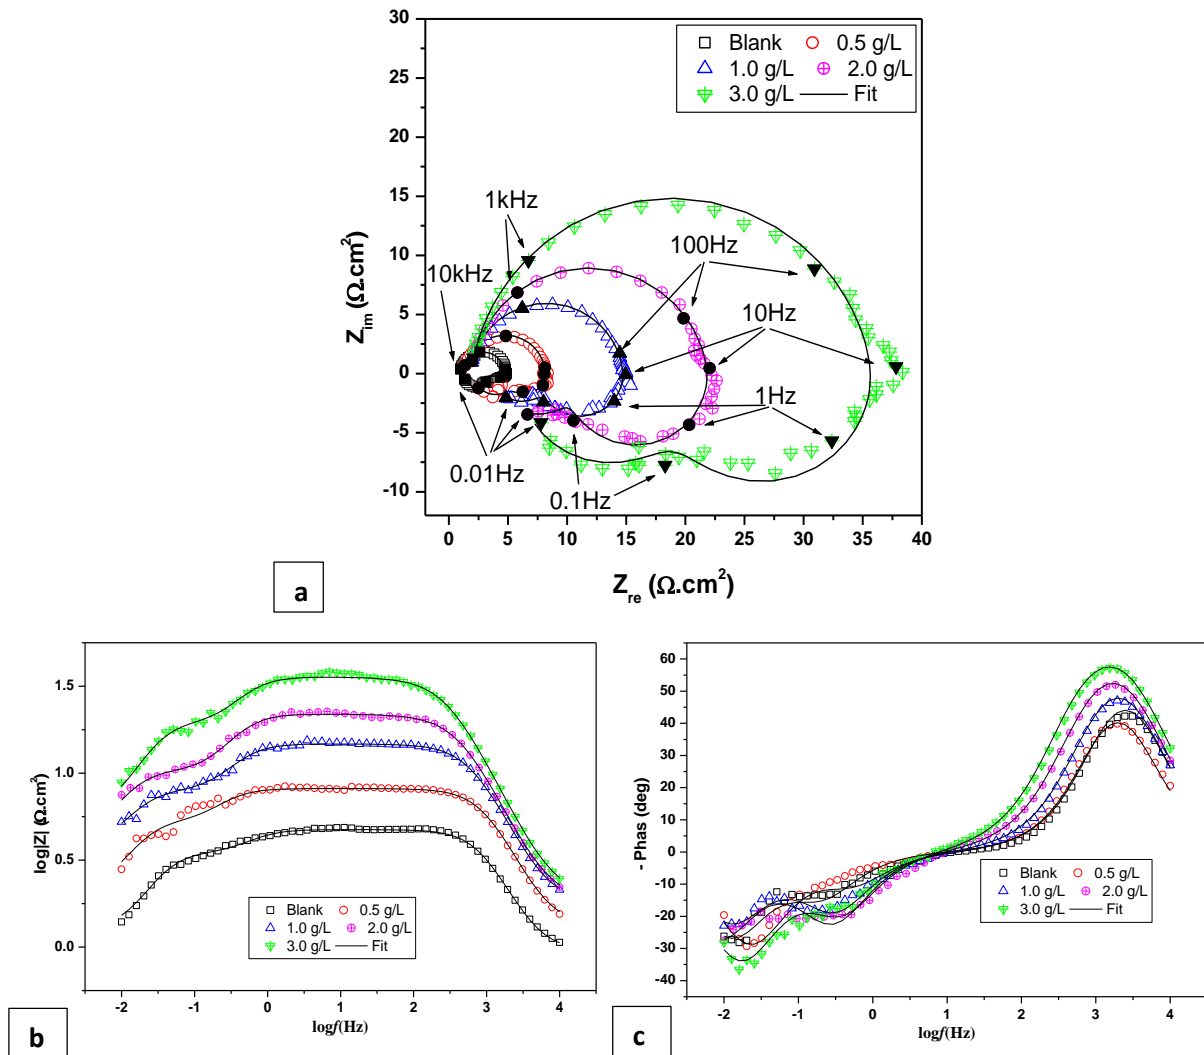 30
25
20
15
10
5
0
-5
-10
Z_im (Ω.cm²)
Blank 0.5 g/L
1.0 g/L 2.0 g/L
3.0 g/L Fit
1kHz
10kHz
100Hz
10Hz
1Hz
0.01Hz
0.1Hz
0 5 10 15 20 25 30 35 40
Z_re (Ω.cm²)
a
1.5
1.0
0.5
0.0
log|Z| (Ω.cm²)
Blank 0.5 g/L
1.0 g/L 2.0 g/L
3.0 g/L Fit
-2 -1 0 1 2 3 4
logf(Hz)
b
60
50
40
30
20
10
0
-10
-20
-30
-40
- Phas (deg)
Blank 0.5 g/L
1.0 g/L 2.0 g/L
3.0 g/L Fit
-2 -1 0 1 2 3 4
logf(Hz)
c